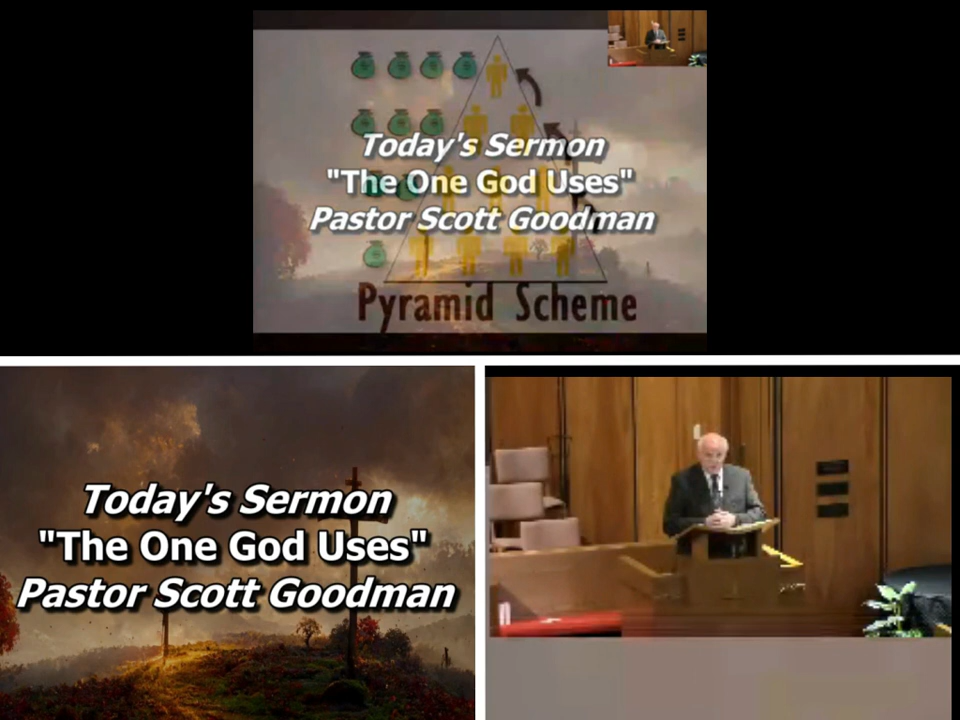 Today's Sermon
"The One God Uses"
Pastor Scott Goodman
Pyramid Scheme
Today's Sermon
"The One God Uses"
Pastor Scott Goodman